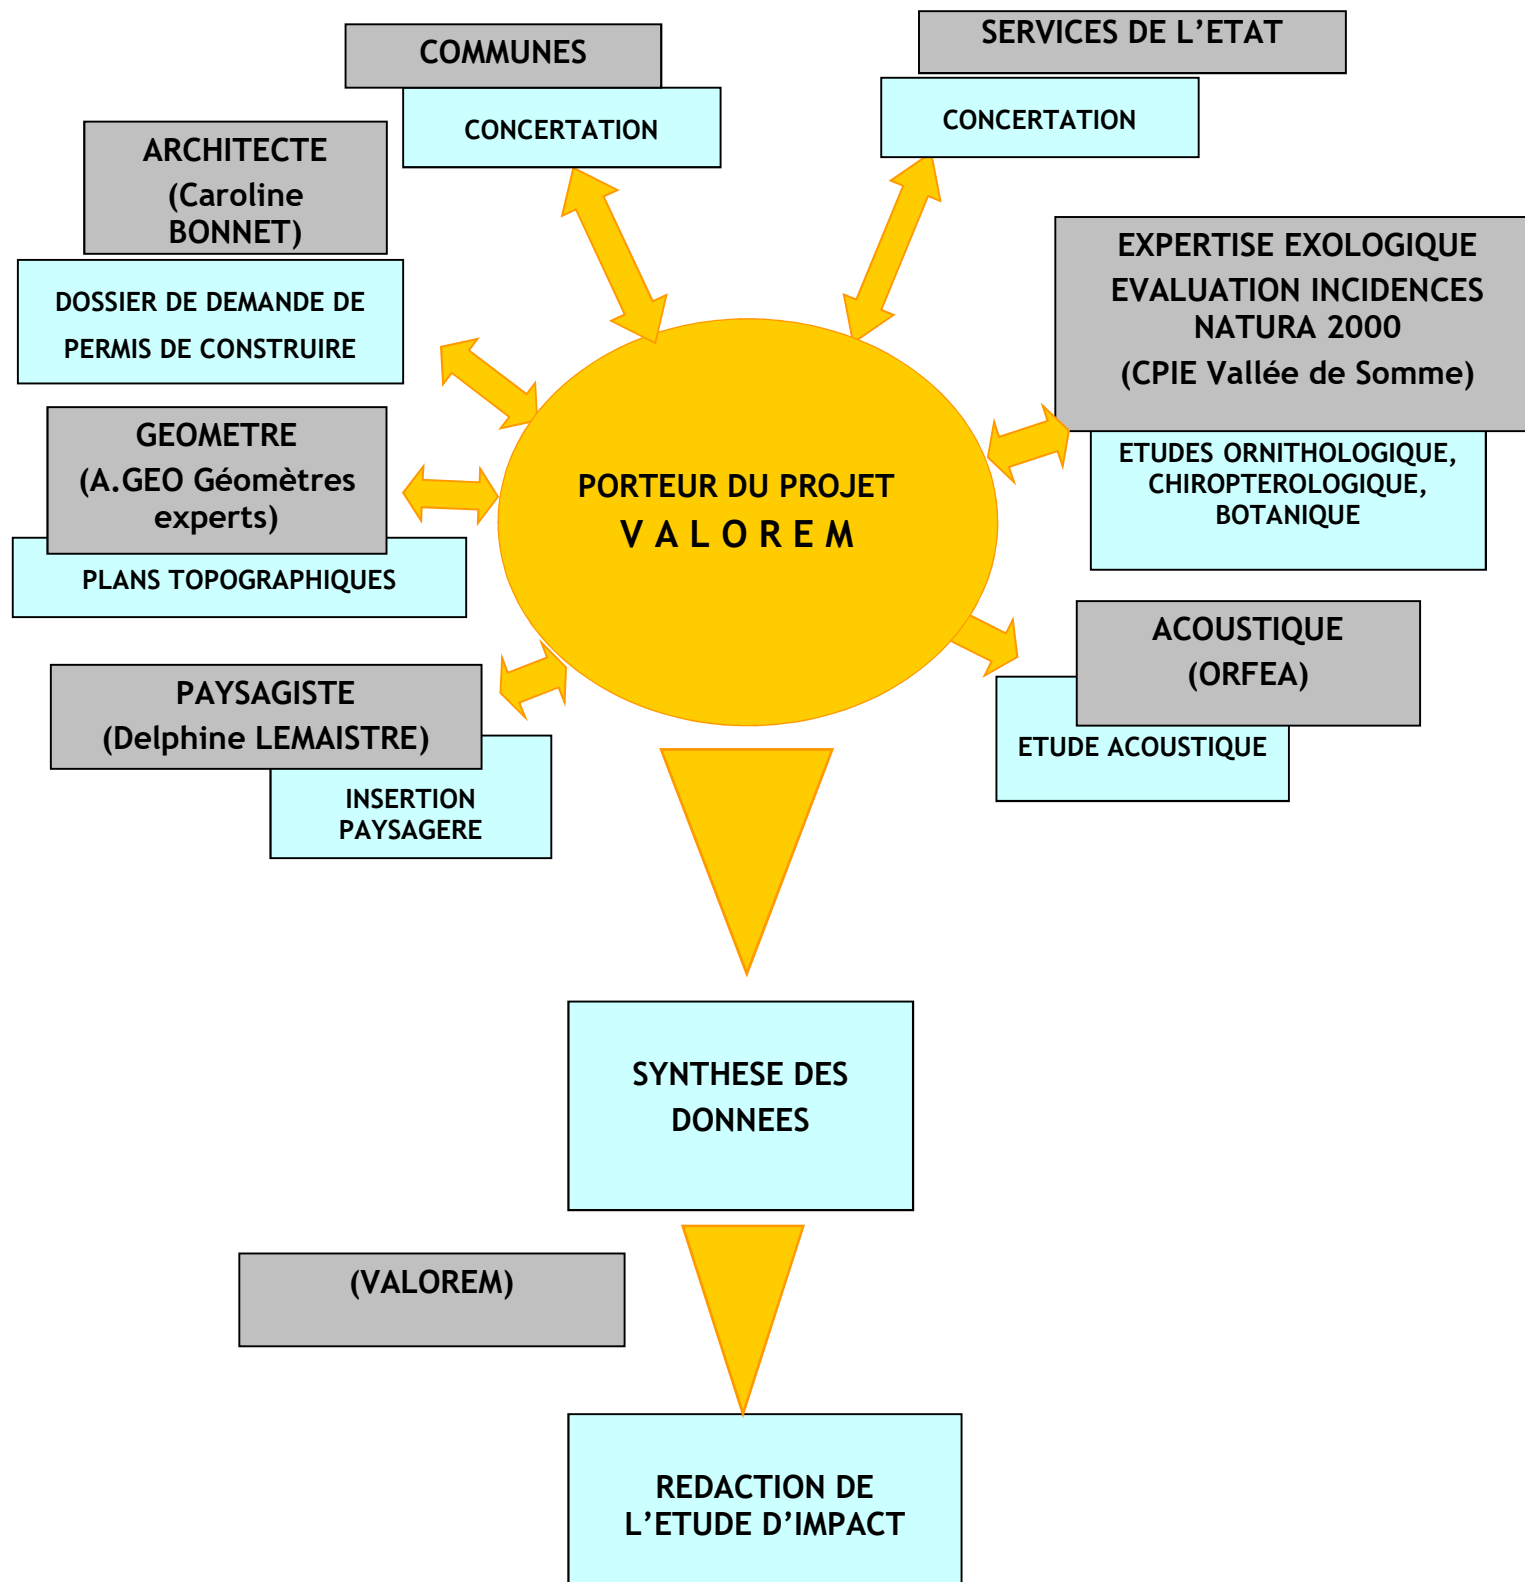 COMMUNES
CONCERTATION
SERVICES DE L’ETAT
CONCERTATION
ARCHITECTE
(Caroline
BONNET)
DOSSIER DE DEMANDE DE
PERMIS DE CONSTRUIRE
EXPERTISE EXOLOGIQUE
EVALUATION INCIDENCES
NATURA 2000
(CPIE Vallée de Somme)
ETUDES ORNITHOLOGIQUE,
CHIROPTEROLOGIQUE,
BOTANIQUE
GEOMETRE
(A.GEO Géomètres
experts)
PLANS TOPOGRAPHIQUES
PORTEUR DU PROJET
V A L O R E M
ACOUSTIQUE
(ORFEA)
ETUDE ACOUSTIQUE
PAYSAGISTE
(Delphine LEMAISTRE)
INSERTION
PAYSAGERE
SYNTHESE DES
DONNEES
(VALOREM)
REDACTION DE
L’ETUDE D’IMPACT